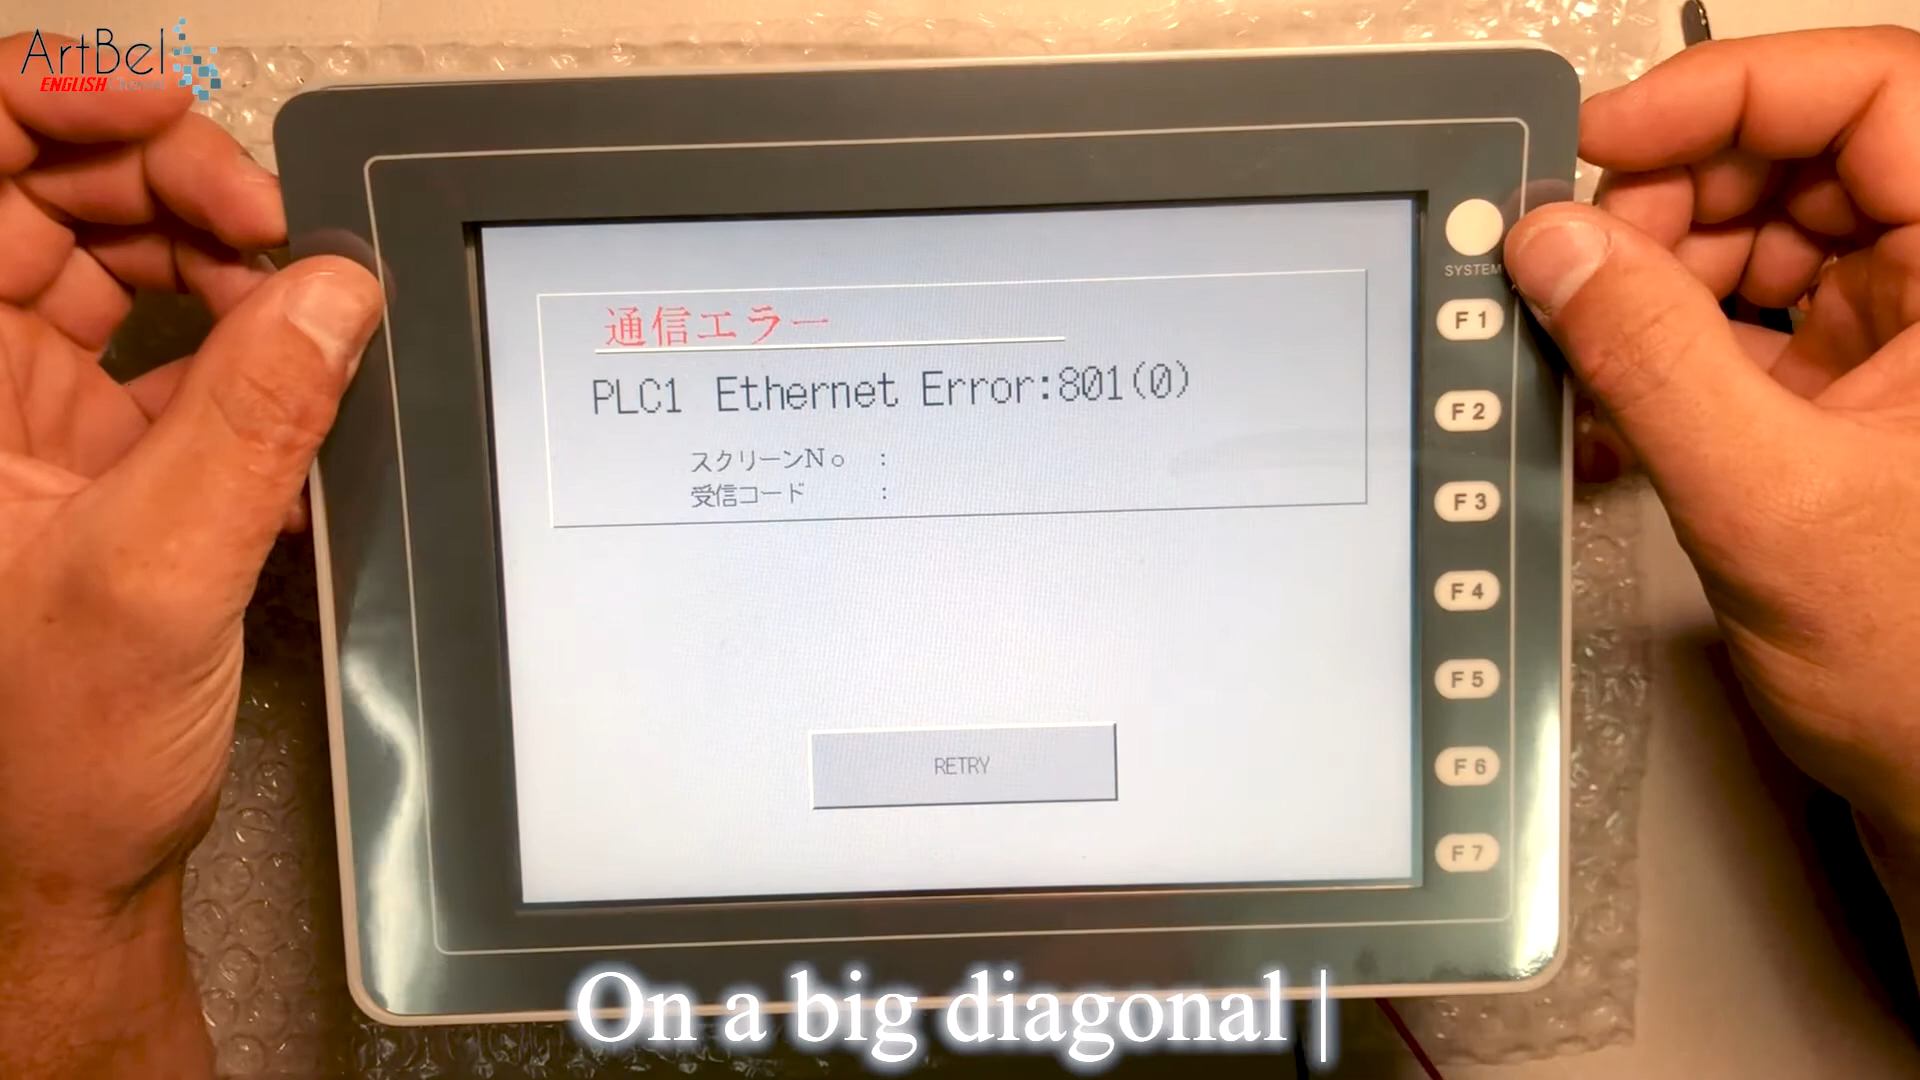 ArtBel
ENGLISH Channel
通信エラー
PLC1 Ethernet Error:801(0)
スクリーンNo :
受信コード :
RETRY
SYSTEM
F1
F2
F3
F4
F5
F6
F7
On a big diagonal |